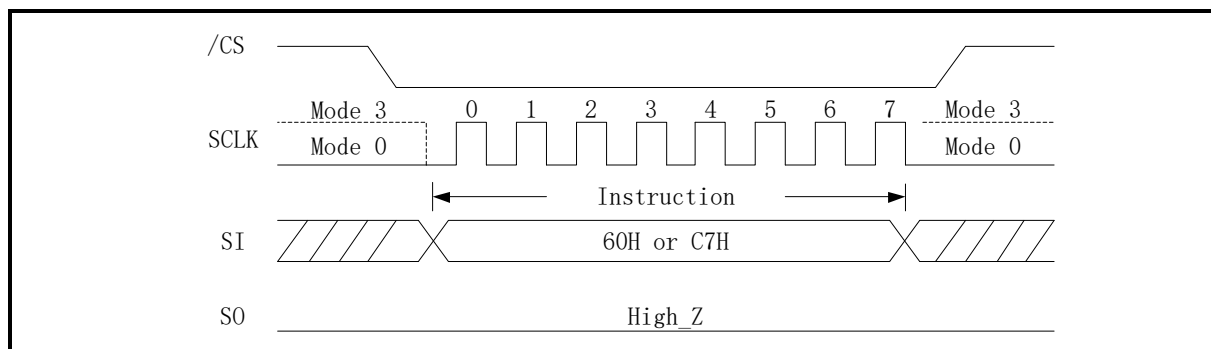 /CS
Mode 3 0 1 2 3 4 5 6 7 Mode 3
SCLK
Mode 0 Mode 0
Instruction
SI 60H or C7H
SO High_Z